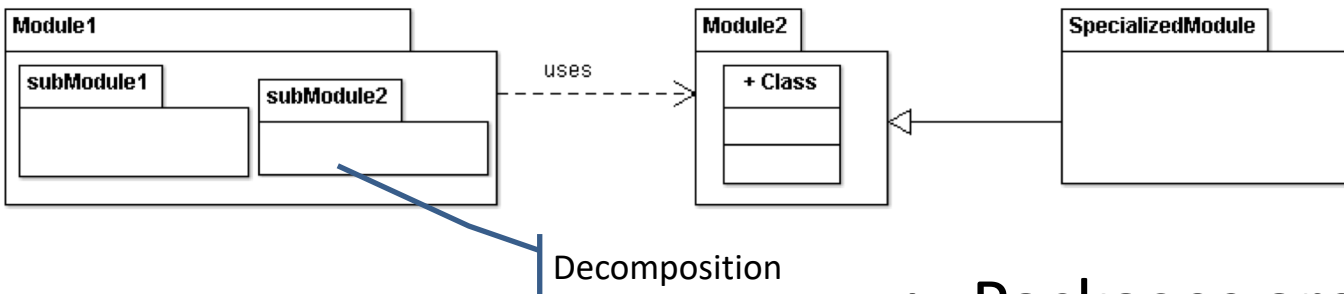 Module1
Module2
SpecializedModule
subModule1
subModule2
uses
+ Class
Decomposition